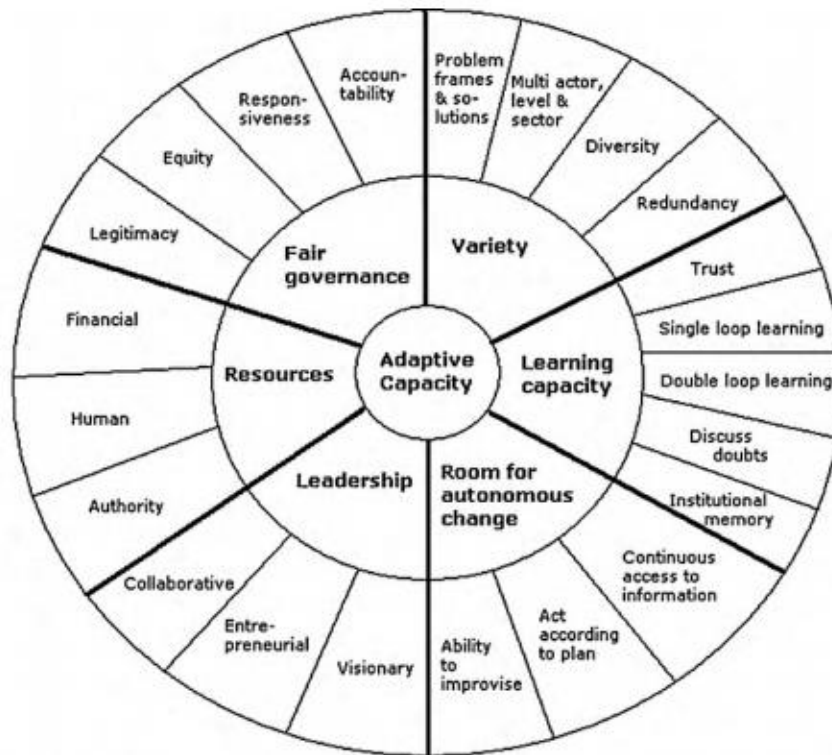 Adaptive
Capacity
Variety
Problem
frames
& so-
lutions
Multi actor,
level &
sector
Diversity
Redundancy
Learning
capacity
Trust
Single loop learning
Double loop learning
Discuss
doubts
Institutional
memory
Room for
autonomous
change
Continuous
access to
information
Act
according
to plan
Ability
to
improvise
Leadership
Visionary
Entre-
preneurial
Collaborative
Resources
Authority
Human
Financial
Fair
governance
Legitimacy
Equity
Respon-
siveness
Accoun-
tability